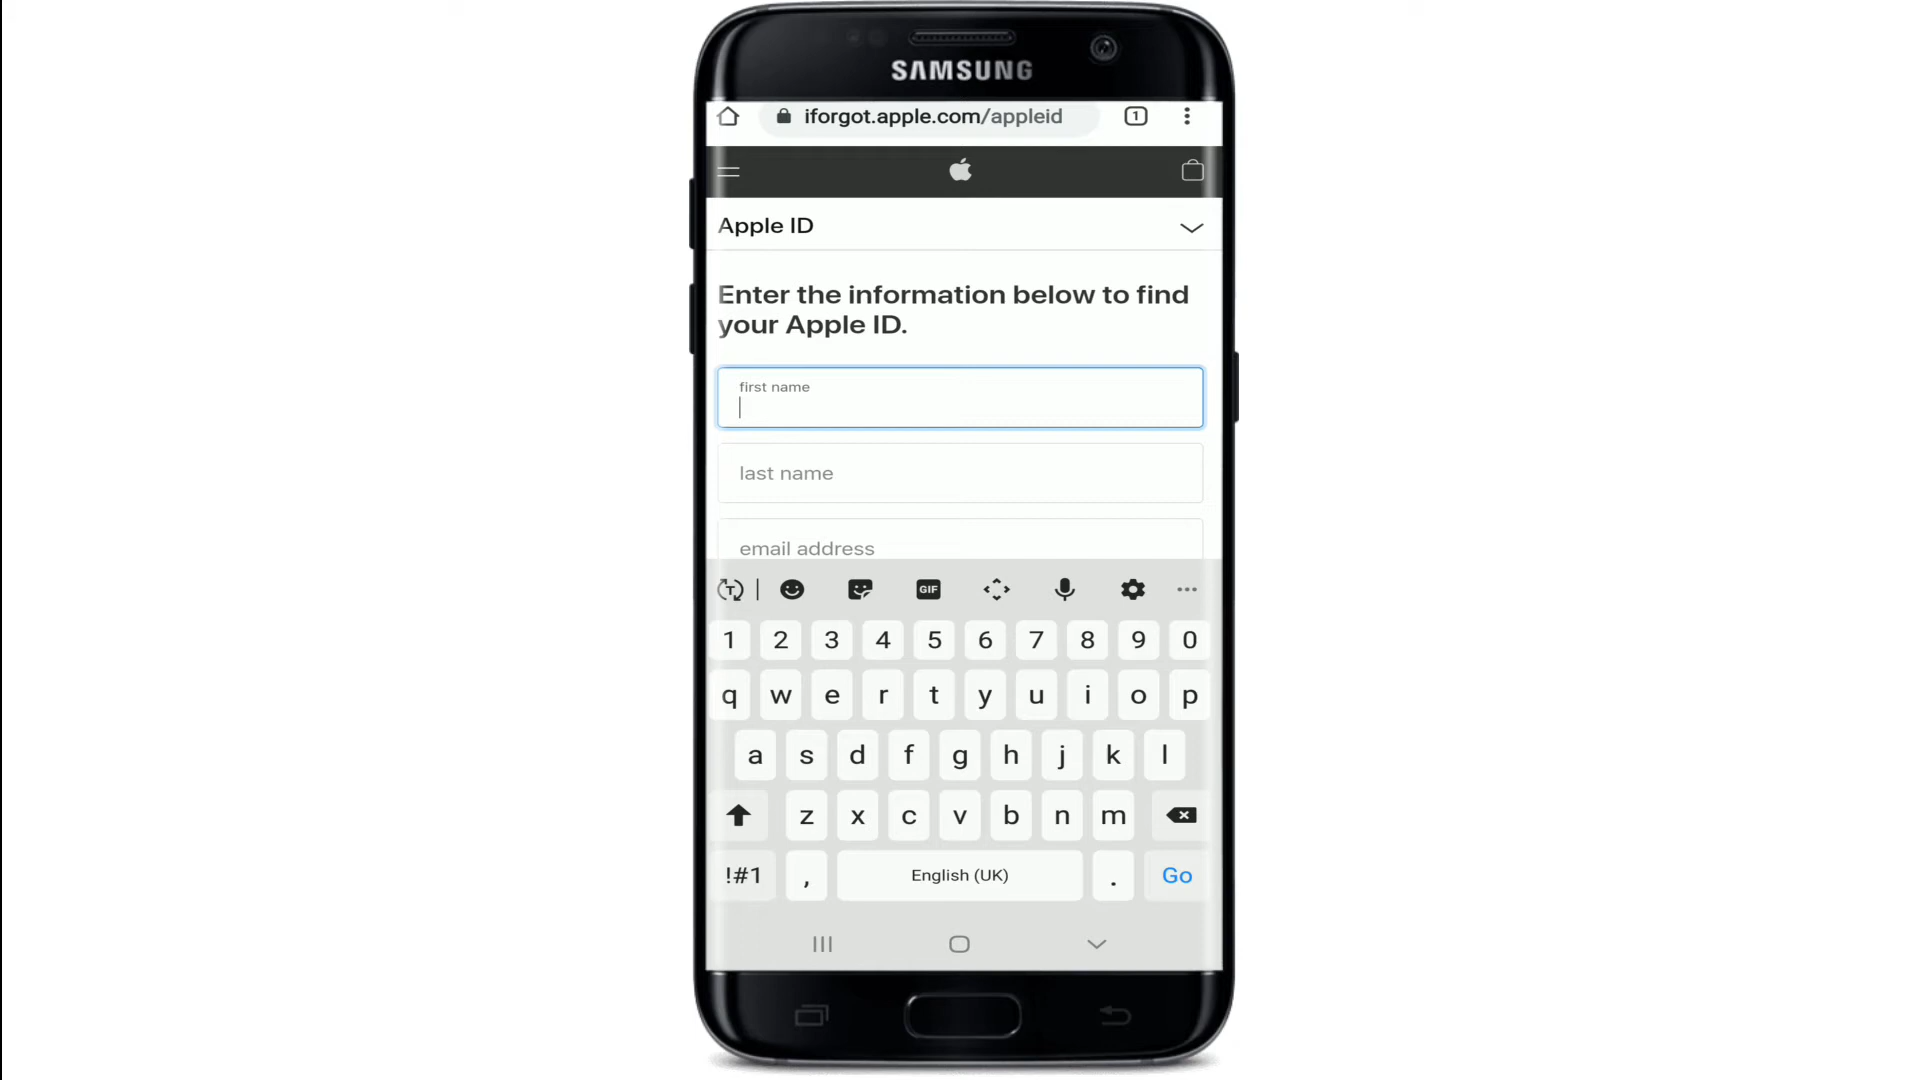 SAMSUNG
iforgot.apple.com/appleid
1
Apple ID
Enter the information below to find
your Apple ID.
first name
last name
email address
T
GIF
1 2 3 4 5 6 7 8 9 0
q w e r t y u i o p
a s d f g h j k l
z x c v b n m
!#1 , English (UK) . Go